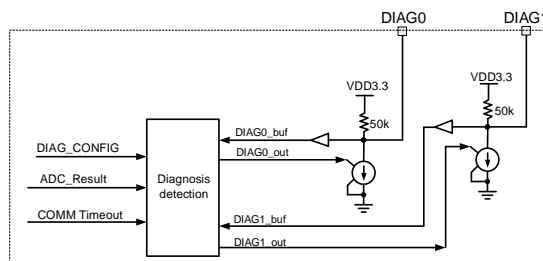 DIAG0
DIAG1
VDD3.3
VDD3.3
50k
50k
DIAG0_buf
DIAG_CONFIG
DIAG0_out
Diagnosis
detection
ADC_Result
COMM Timeout
DIAG1_buf
DIAG1_out